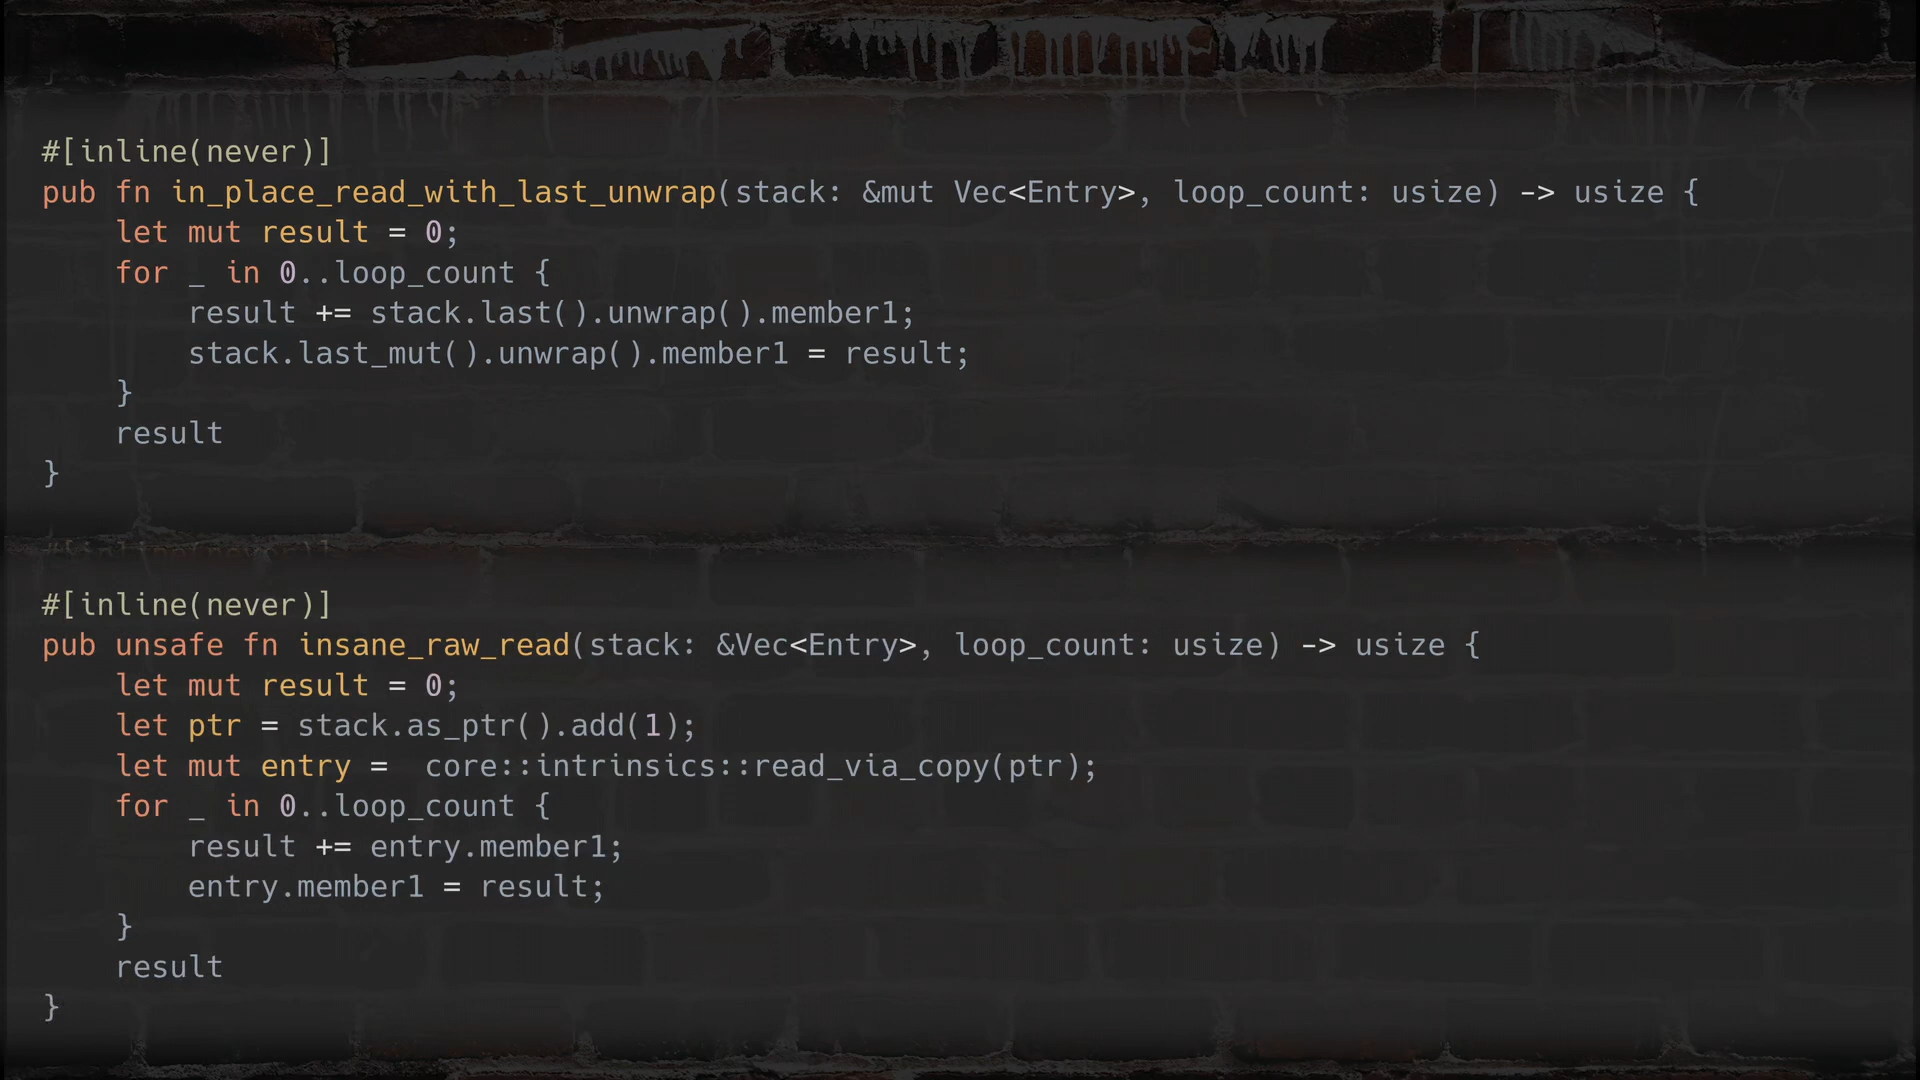 #[inline(never)]
pub fn in_place_read_with_last_unwrap(stack: &mut Vec<Entry>, loop_count: usize) -> usize {
    let mut result = 0;
    for _ in 0..loop_count {
        result += stack.last().unwrap().member1;
        stack.last_mut().unwrap().member1 = result;
    }
    result
}
#[inline(never)]
#[inline(never)]
pub unsafe fn insane_raw_read(stack: &Vec<Entry>, loop_count: usize) -> usize {
    let mut result = 0;
    let ptr = stack.as_ptr().add(1);
    let mut entry =  core::intrinsics::read_via_copy(ptr);
    for _ in 0..loop_count {
        result += entry.member1;
        entry.member1 = result;
    }
    result
}